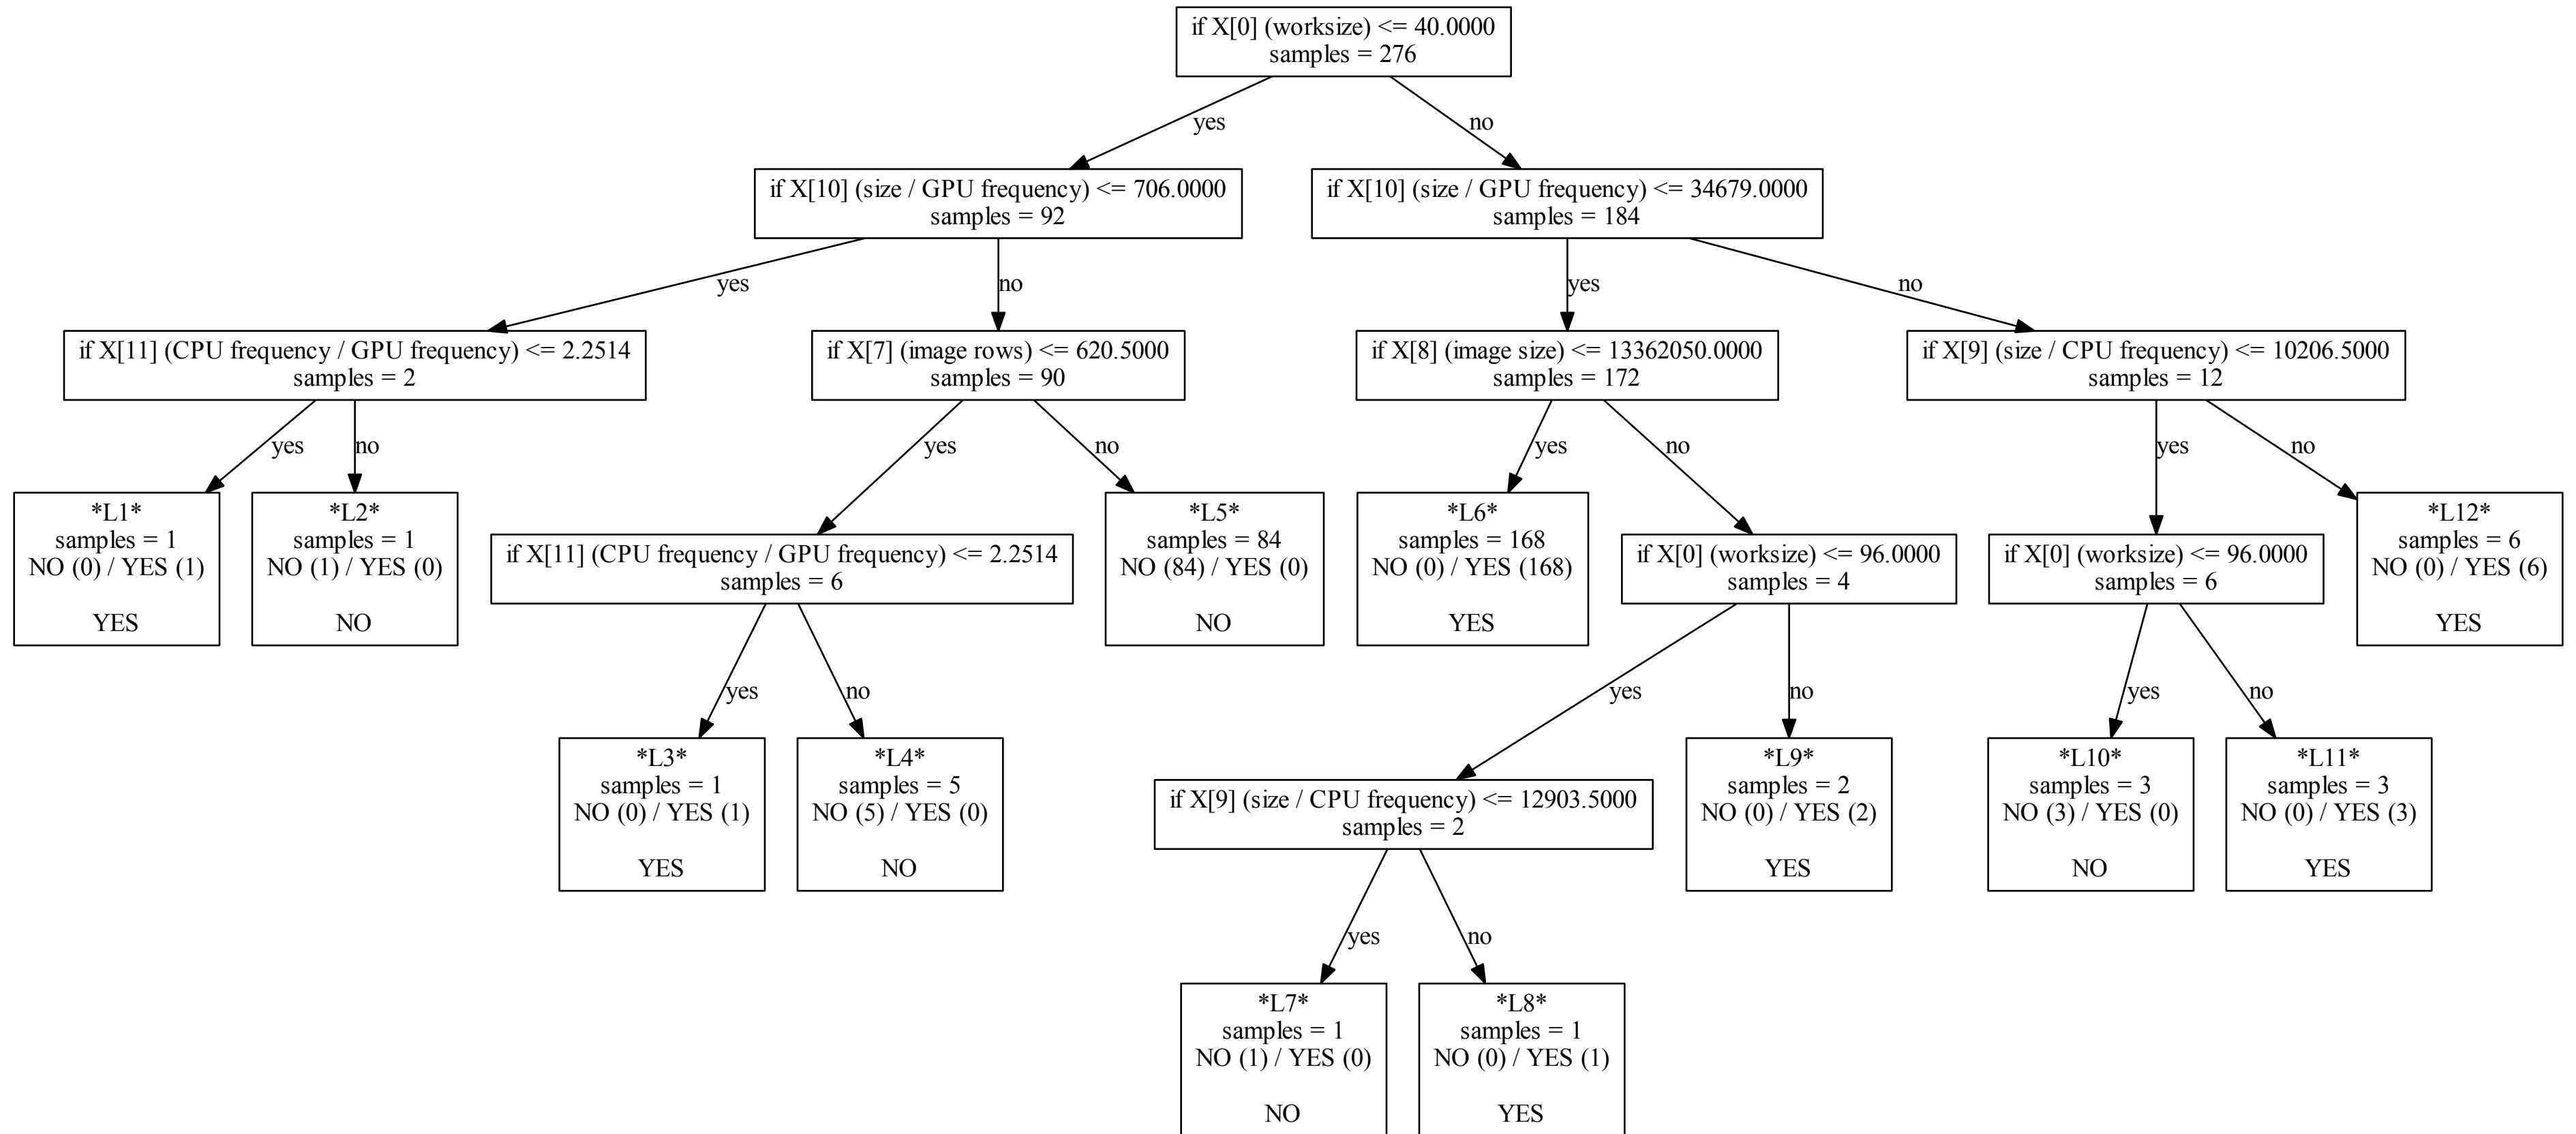 if X[0] (worksize) <= 40.0000
samples = 276
yes
no
if X[10] (size / GPU frequency) <= 706.0000
samples = 92
if X[10] (size / GPU frequency) <= 34679.0000
samples = 184
yes
no
yes
no
if X[11] (CPU frequency / GPU frequency) <= 2.2514
samples = 2
if X[7] (image rows) <= 620.5000
samples = 90
if X[8] (image size) <= 13362050.0000
samples = 172
if X[9] (size / CPU frequency) <= 10206.5000
samples = 12
yes
no
yes
no
yes
no
yes
no
*L1*
samples = 1
NO (0) / YES (1)
YES
*L2*
samples = 1
NO (1) / YES (0)
NO
if X[11] (CPU frequency / GPU frequency) <= 2.2514
samples = 6
*L5*
samples = 84
NO (84) / YES (0)
NO
*L6*
samples = 168
NO (0) / YES (168)
YES
if X[0] (worksize) <= 96.0000
samples = 4
if X[0] (worksize) <= 96.0000
samples = 6
*L12*
samples = 6
NO (0) / YES (6)
YES
yes
no
yes
no
yes
no
*L3*
samples = 1
NO (0) / YES (1)
YES
*L4*
samples = 5
NO (5) / YES (0)
NO
if X[9] (size / CPU frequency) <= 12903.5000
samples = 2
*L9*
samples = 2
NO (0) / YES (2)
YES
*L10*
samples = 3
NO (3) / YES (0)
NO
*L11*
samples = 3
NO (0) / YES (3)
YES
yes
no
*L7*
samples = 1
NO (1) / YES (0)
NO
*L8*
samples = 1
NO (0) / YES (1)
YES